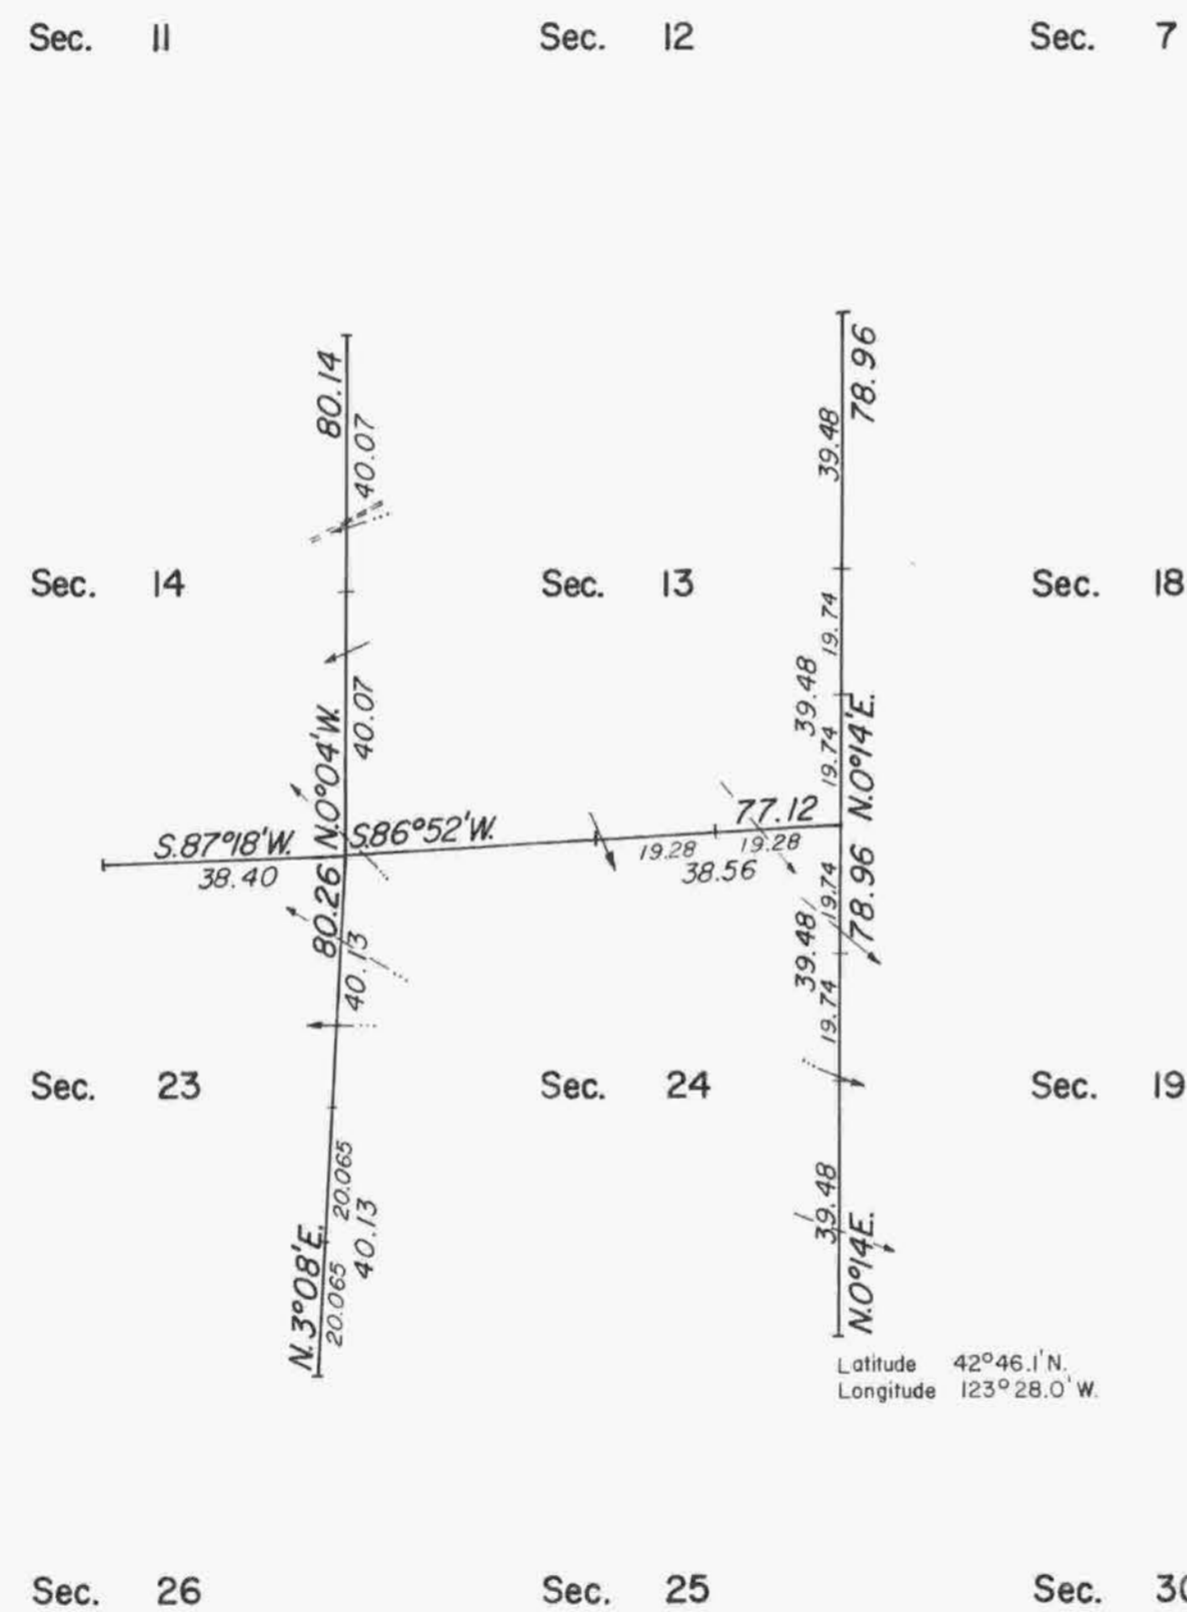 Sec. 11
Sec. 12
Sec. 7
80.14
40.07
39.48
78.96
Sec. 14
Sec. 13
Sec. 18
19.74
39.48
40.07
N.0°04'W.
19.74
N.0°14'E.
S.87°18'W.
38.40
S.86°52'W.
77.12
19.28
19.28
38.56
80.26
40.13
19.74
39.48
78.96
19.74
Sec. 23
Sec. 24
Sec. 19
20.065
40.13
20.065
N.3°08'E.
39.48
N.0°14E.
Latitude 42°46.1'N.
Longitude 123°28.0'W.
Sec. 26
Sec. 25
Sec. 30